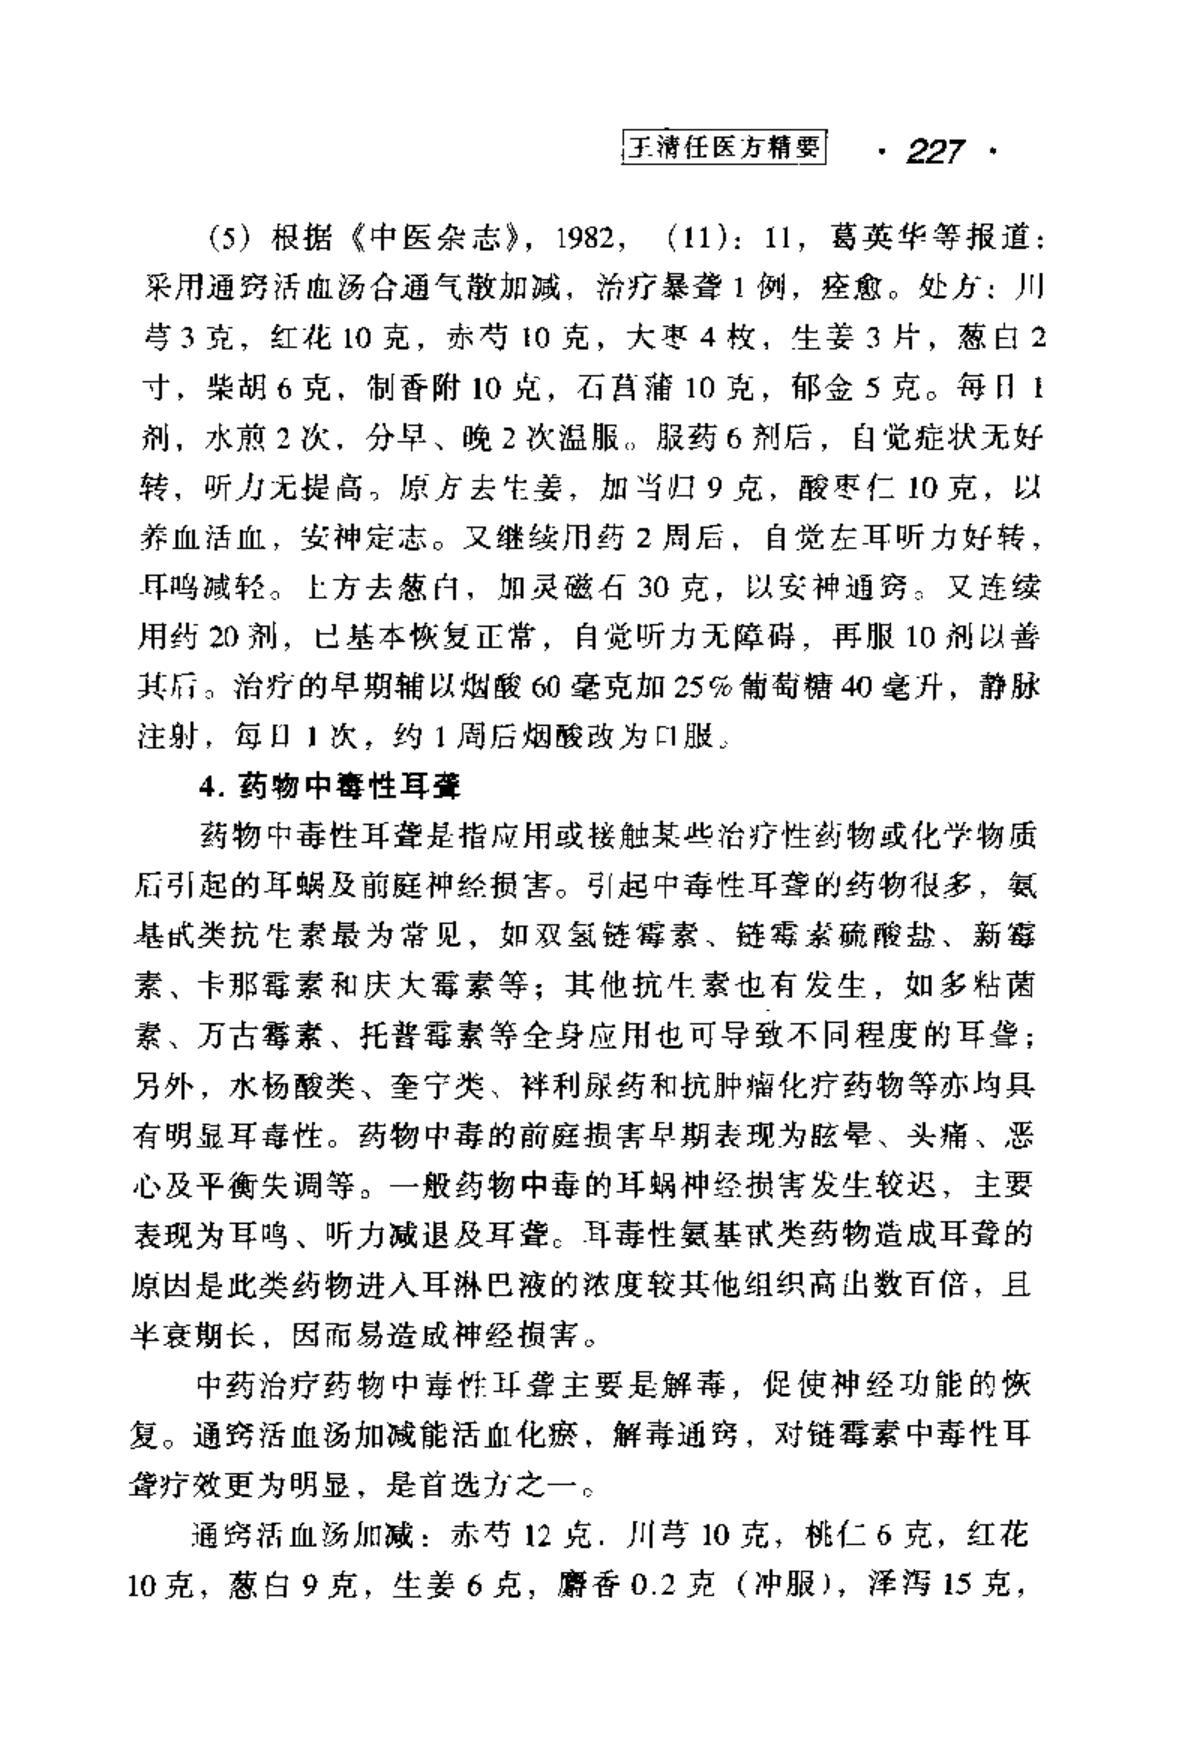 王清任医方精要 · 227 ·
(5) 根据《中医杂志》，1982，(11)：11，葛英华等报道：
采用通窍活血汤合通气散加减，治疗暴聋 1 例，痊愈。处方：川
芎 3 克，红花 10 克，赤芍 10 克，大枣 4 枚，生姜 3 片，葱白 2
寸，柴胡 6 克，制香附 10 克，石菖蒲 10 克，郁金 5 克。每日 1
剂，水煎 2 次，分早、晚 2 次温服。服药 6 剂后，自觉症状无好
转，听力无提高。原方去生姜，加当归 9 克，酸枣仁 10 克，以
养血活血，安神定志。又继续用药 2 周后，自觉左耳听力好转，
耳鸣减轻。上方去葱白，加灵磁石 30 克，以安神通窍。又连续
用药 20 剂，已基本恢复正常，自觉听力无障碍，再服 10 剂以善
其后。治疗的早期辅以烟酸 60 毫克加 25% 葡萄糖 40 毫升，静脉
注射，每日 1 次，约 1 周后烟酸改为口服。
4. 药物中毒性耳聋
药物中毒性耳聋是指应用或接触某些治疗性药物或化学物质
后引起的耳蜗及前庭神经损害。引起中毒性耳聋的药物很多，氨
基甙类抗生素最为常见，如双氢链霉素、链霉素硫酸盐、新霉
素、卡那霉素和庆大霉素等；其他抗生素也有发生，如多粘菌
素、万古霉素、托普霉素等全身应用也可导致不同程度的耳聋；
另外，水杨酸类、奎宁类、袢利尿药和抗肿瘤化疗药物等亦均具
有明显耳毒性。药物中毒的前庭损害早期表现为眩晕、头痛、恶
心及平衡失调等。一般药物中毒的耳蜗神经损害发生较迟，主要
表现为耳鸣、听力减退及耳聋。耳毒性氨基甙类药物造成耳聋的
原因是此类药物进入耳淋巴液的浓度较其他组织高出数百倍，且
半衰期长，因而易造成神经损害。
中药治疗药物中毒性耳聋主要是解毒，促使神经功能的恢
复。通窍活血汤加减能活血化瘀，解毒通窍，对链霉素中毒性耳
聋疗效更为明显，是首选方之一。
通窍活血汤加减：赤芍 12 克．川芎 10 克，桃仁 6 克，红花
10 克，葱白 9 克，生姜 6 克，麝香 0.2 克（冲服），泽泻 15 克，